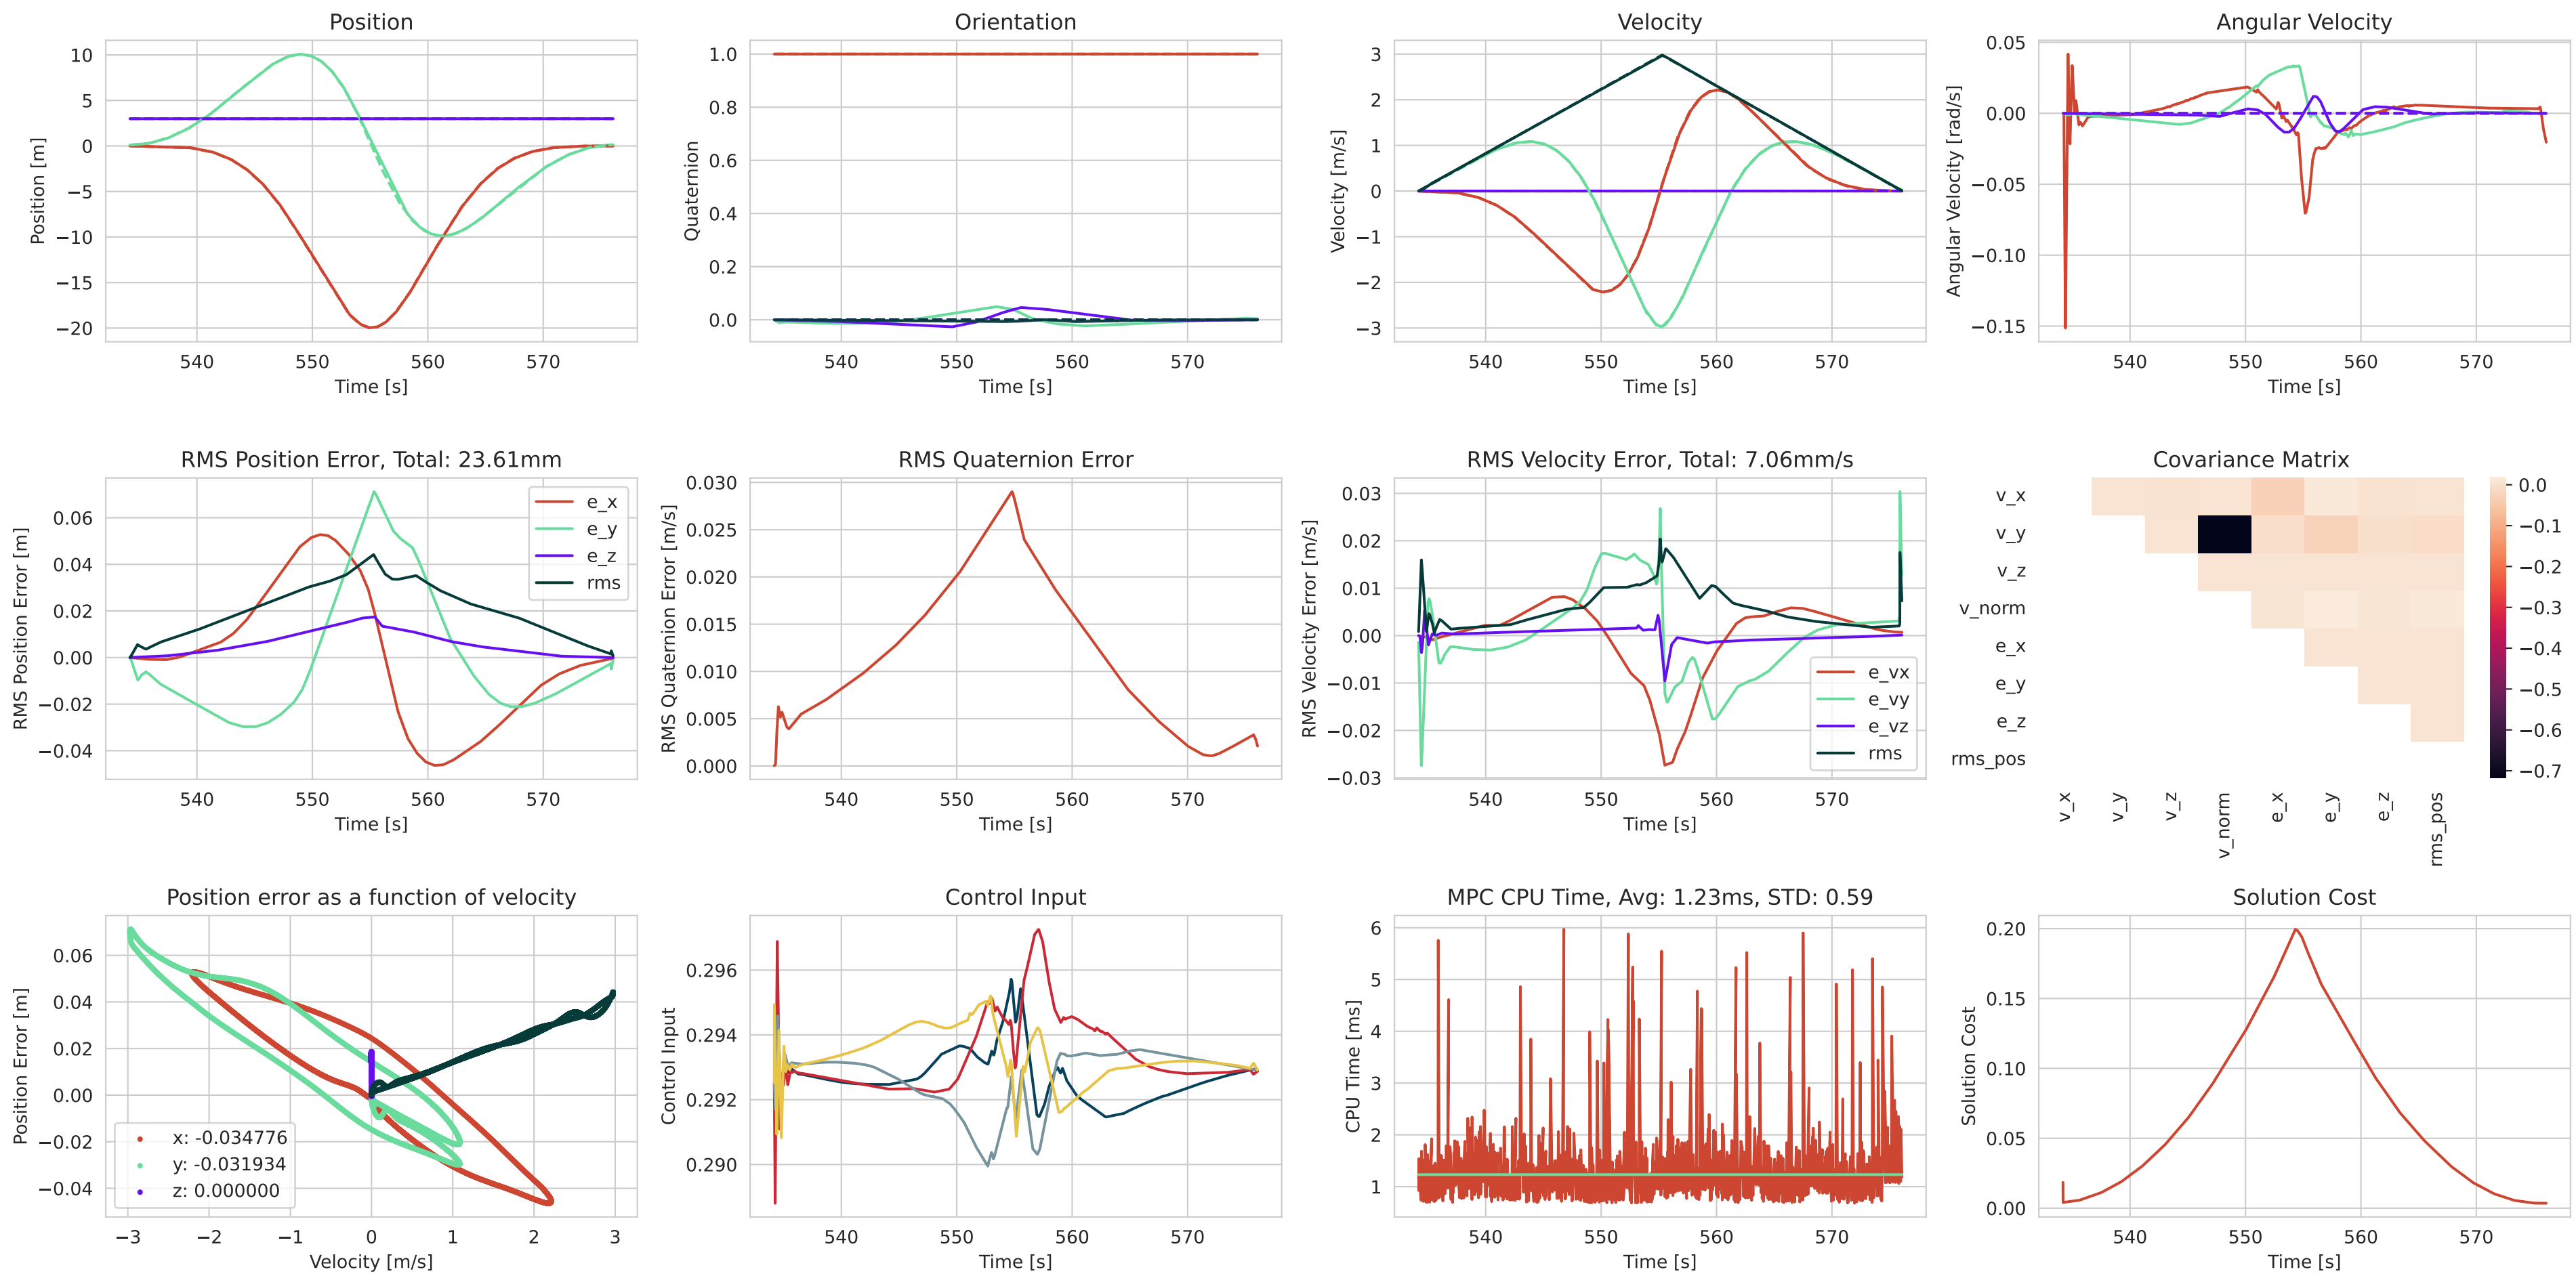 Position
Position [m]
10
5
0
−5
−10
−15
−20
540 550 560 570
Time [s]
Orientation
Quaternion
1.0
0.8
0.6
0.4
0.2
0.0
540 550 560 570
Time [s]
Velocity
Velocity [m/s]
3
2
1
0
−1
−2
−3
540 550 560 570
Time [s]
Angular Velocity
Angular Velocity [rad/s]
0.05
0.00
−0.05
−0.10
−0.15
540 550 560 570
Time [s]
RMS Position Error, Total: 23.61mm
RMS Position Error [m]
0.06
0.04
0.02
0.00
−0.02
−0.04
e_x
e_y
e_z
rms
540 550 560 570
Time [s]
RMS Quaternion Error
RMS Quaternion Error [m/s]
0.030
0.025
0.020
0.015
0.010
0.005
0.000
540 550 560 570
Time [s]
RMS Velocity Error, Total: 7.06mm/s
RMS Velocity Error [m/s]
0.03
0.02
0.01
0.00
−0.01
−0.02
−0.03
e_vx
e_vy
e_vz
rms
540 550 560 570
Time [s]
Covariance Matrix
v_x
v_y
v_z
v_norm
e_x
e_y
e_z
rms_pos
v_x v_y v_z v_norm e_x e_y e_z rms_pos
0.0
−0.1
−0.2
−0.3
−0.4
−0.5
−0.6
−0.7
Position error as a function of velocity
Position Error [m]
0.06
0.04
0.02
0.00
−0.02
−0.04
x: -0.034776
y: -0.031934
z: 0.000000
−3 −2 −1 0 1 2 3
Velocity [m/s]
Control Input
Control Input
0.296
0.294
0.292
0.290
540 550 560 570
Time [s]
MPC CPU Time, Avg: 1.23ms, STD: 0.59
CPU Time [ms]
6
5
4
3
2
1
540 550 560 570
Time [s]
Solution Cost
Solution Cost
0.20
0.15
0.10
0.05
0.00
540 550 560 570
Time [s]